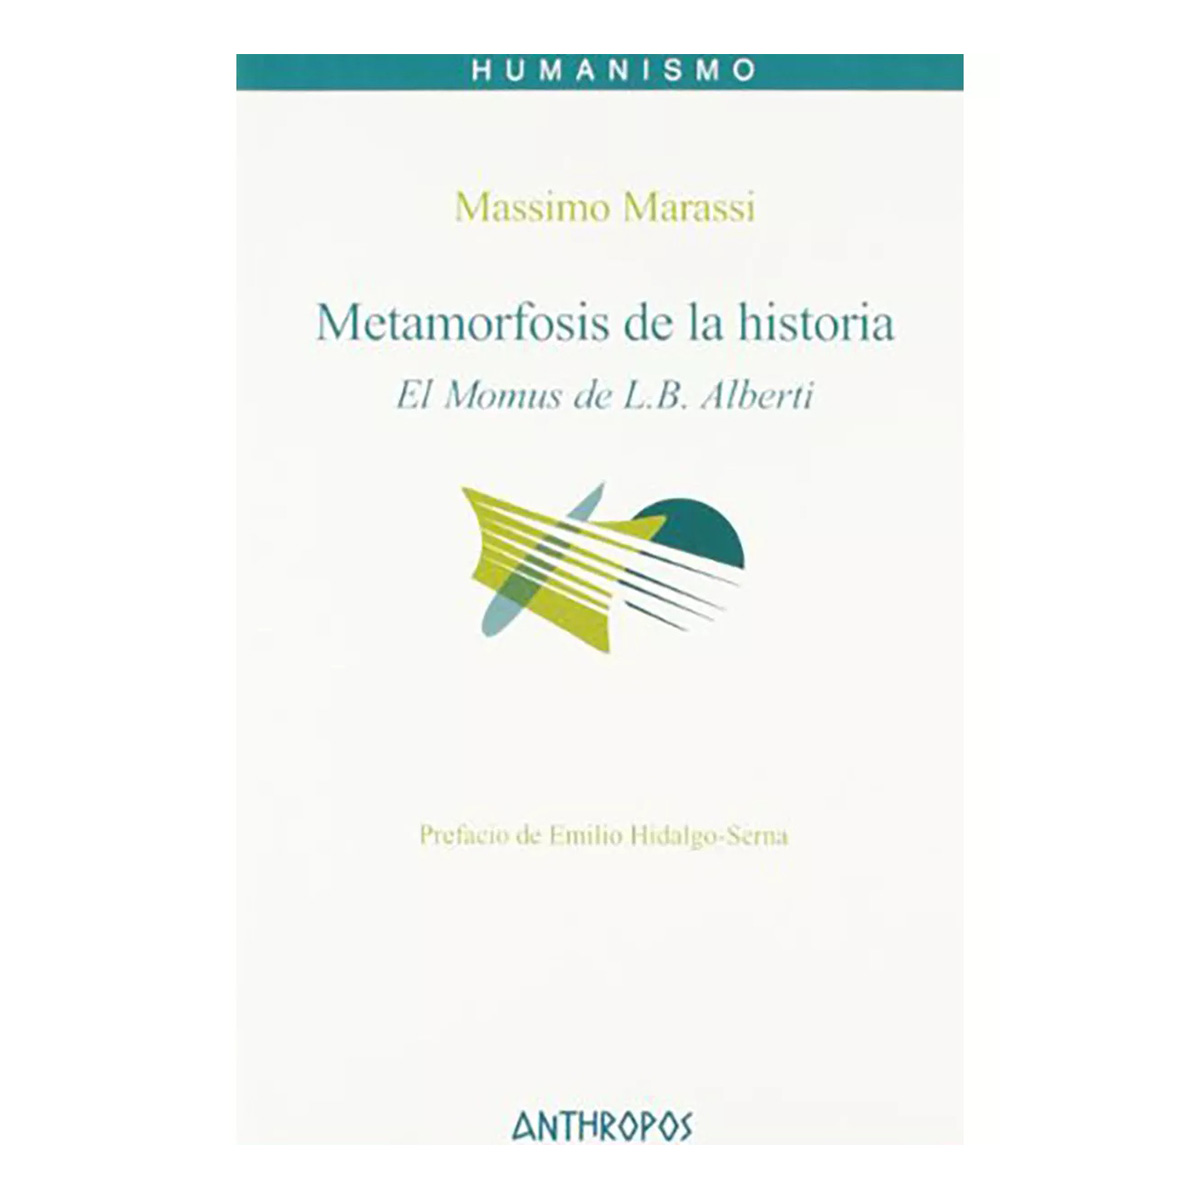 HUMANISMO
Massimo Marassi
Metamorfosis de la historia
El Momus de L.B. Alberti
Prefacio de Emilio Hidalgo-Serna
ANTHROPOS